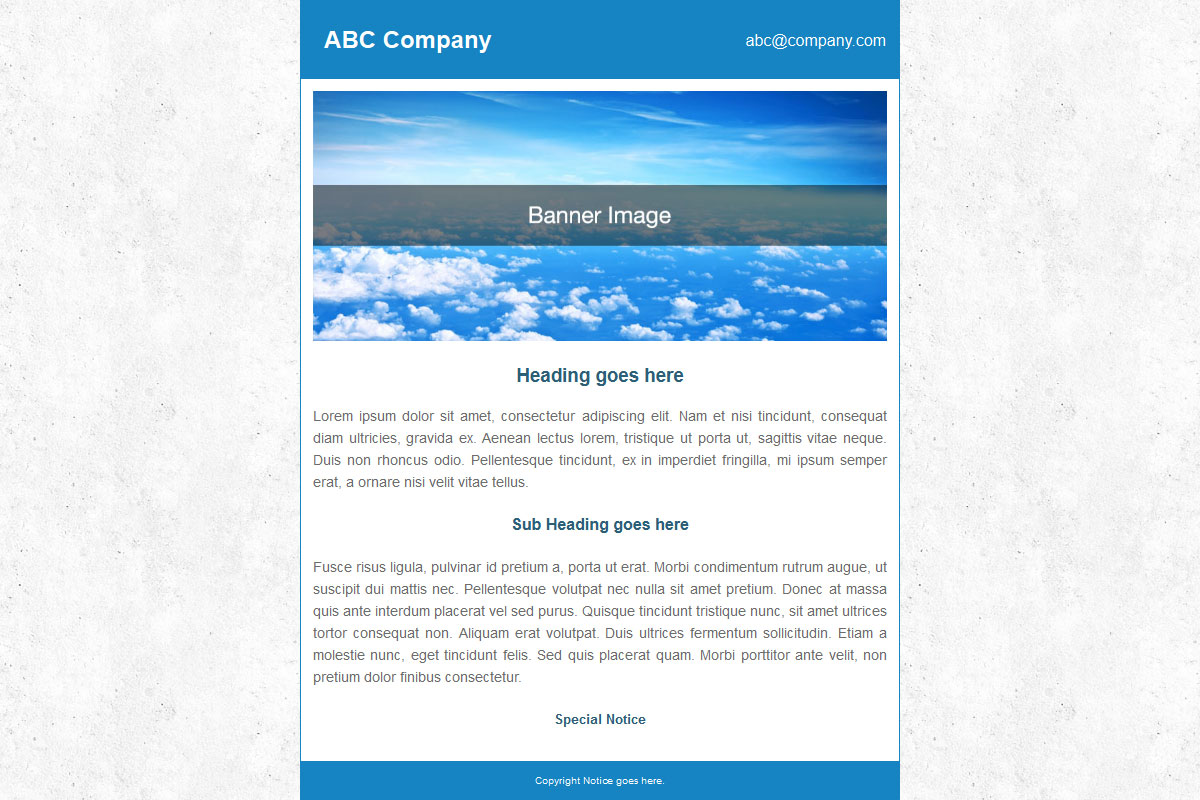 ABC Company
abc@company.com
Banner Image
Heading goes here
Lorem ipsum dolor sit amet, consectetur adipiscing elit. Nam et nisi tincidunt, consequat
diam ultricies, gravida ex. Aenean lectus lorem, tristique ut porta ut, sagittis vitae neque.
Duis non rhoncus odio. Pellentesque tincidunt, ex in imperdiet fringilla, mi ipsum semper
erat, a ornare nisi velit vitae tellus.
Sub Heading goes here
Fusce risus ligula, pulvinar id pretium a, porta ut erat. Morbi condimentum rutrum augue, ut
suscipit dui mattis nec. Pellentesque volutpat nec nulla sit amet pretium. Donec at massa
quis ante interdum placerat vel sed purus. Quisque tincidunt tristique nunc, sit amet ultrices
tortor consequat non. Aliquam erat volutpat. Duis ultrices fermentum sollicitudin. Etiam a
molestie nunc, eget tincidunt felis. Sed quis placerat quam. Morbi porttitor ante velit, non
pretium dolor finibus consectetur.
Special Notice
Copyright Notice goes here.